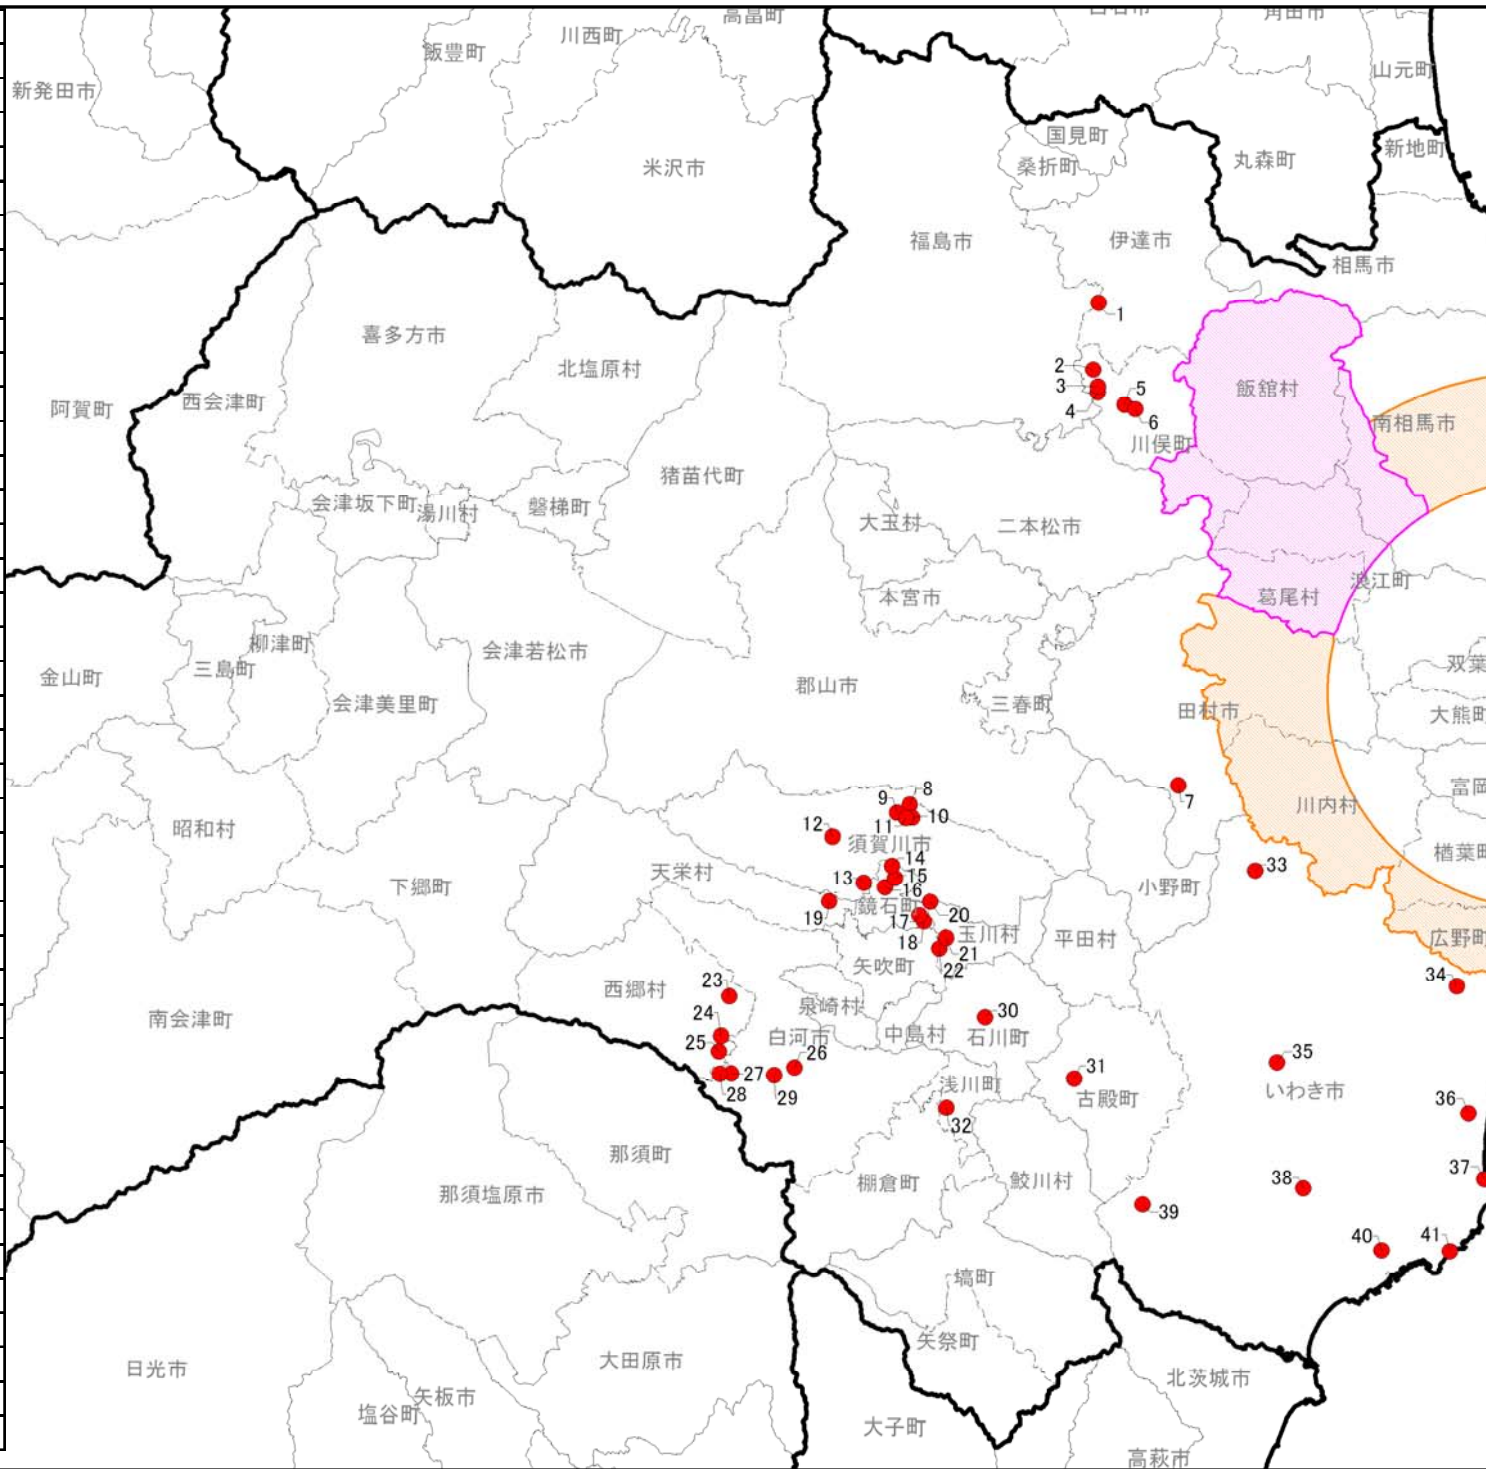 高畠町
川西町
飯豊町
新発田市
角田市
山元町
米沢市
国見町
桑折町
丸森町
新地町
福島市
伊達市
相馬市
1
喜多方市
北塩原村
2
3
4
5
6
飯舘村
阿賀町
西会津町
南相馬市
川俣町
猪苗代町
会津坂下町
湯川村
磐梯町
大玉村
二本松市
本宮市
葛尾村
浪江町
柳津町
三島町
金山町
会津若松市
会津美里町
郡山市
三春町
田村市
双葉
大熊町
富岡
7
8
9
10
11
12
川内村
昭和村
須賀川市
楢葉町
天栄村
13
14
15
16
下郷町
小野町
33
鏡石町
19
17
20
18
玉川村
21
22
平田村
広野町
矢吹町
34
西郷村
23
泉崎村
南会津町
24
25
白河市
26
中島村
30
石川町
27
28
29
31
浅川町
古殿町
32
35
いわき市
36
37
那須町
那須塩原市
棚倉町
鮫川村
38
39
40
41
塙町
矢祭町
日光市
大田原市
矢板市
塩谷町
大子町
北茨城市
高萩市